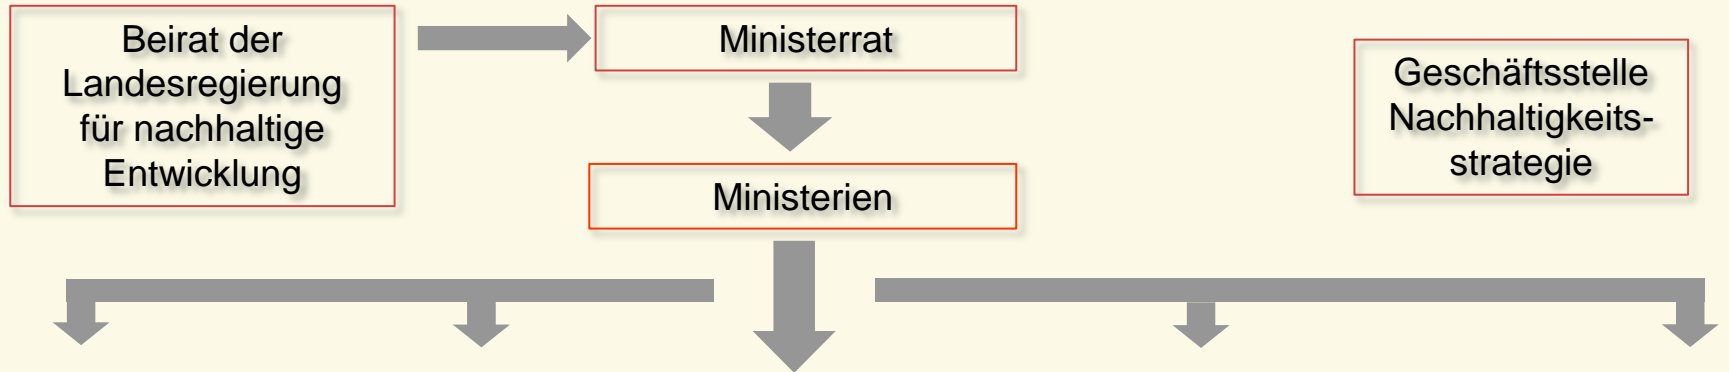 Beirat der
Landesregierung
für nachhaltige
Entwicklung
Ministerrat
Ministerien
Geschäftsstelle
Nachhaltigkeits-
strategie